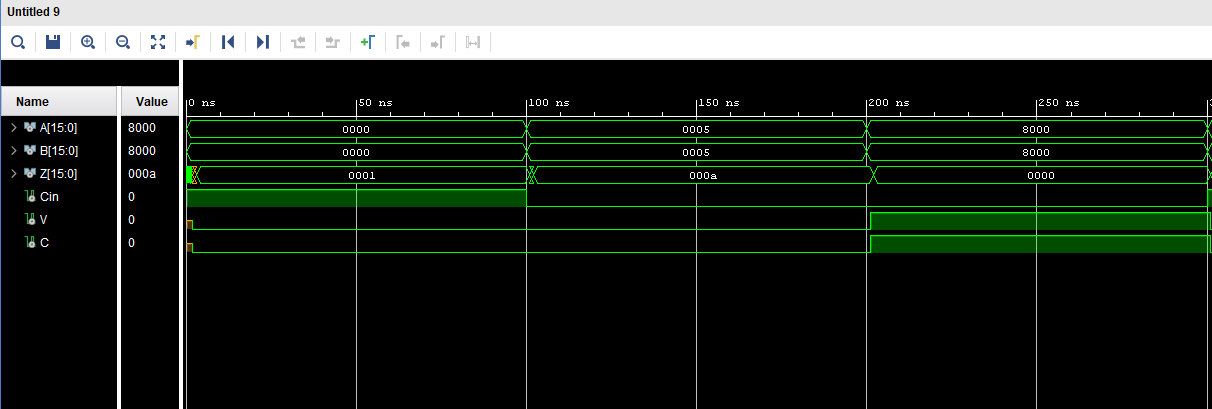 Untitled 9
Name Value 0 ns 50 ns 100 ns 150 ns 200 ns 250 ns
A[15:0] 8000 0000 0005 8000
B[15:0] 8000 0000 0005 8000
Z[15:0] 000a 0001 000a 0000
Cin 0
V 0
C 0